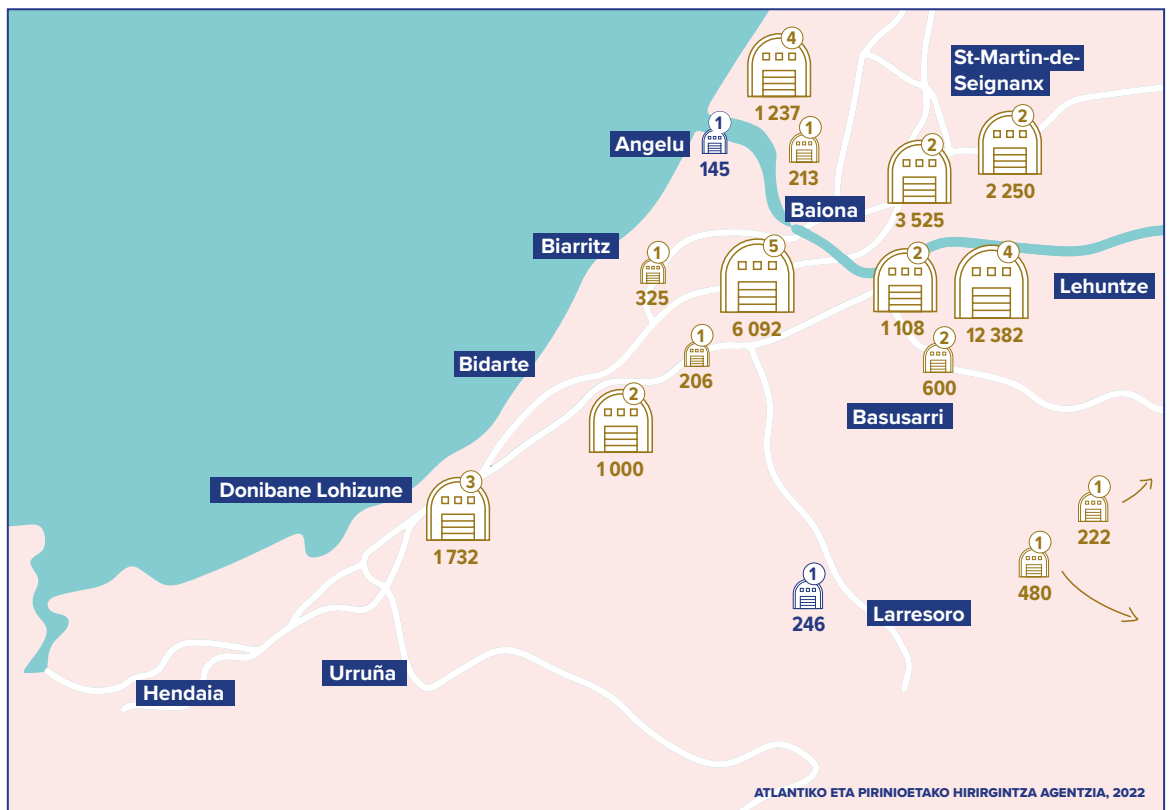 4
1 237
St-Martin-de-
Seignanx
1
145
Angelu
1
213
2
3 525
2
2 250
Baiona
Biarritz
1
325
5
6 092
2
1 108
4
12 382
Lehuntze
Bidarte
1
206
2
600
2
1 000
Basusarri
Donibane Lohizune
3
1 732
1
222
1
480
1
246
Larresoro
Urruña
Hendaia
ATLANTIKO ETA PIRINIOETAKO HIRIRGINTZA AGENTZIA, 2022